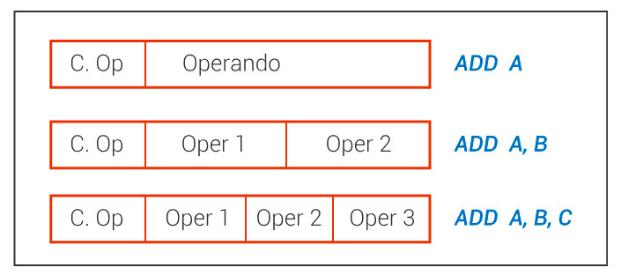 C. Op Operando ADD A
C. Op Oper 1 Oper 2 ADD A, B
C. Op Oper 1 Oper 2 Oper 3 ADD A, B, C